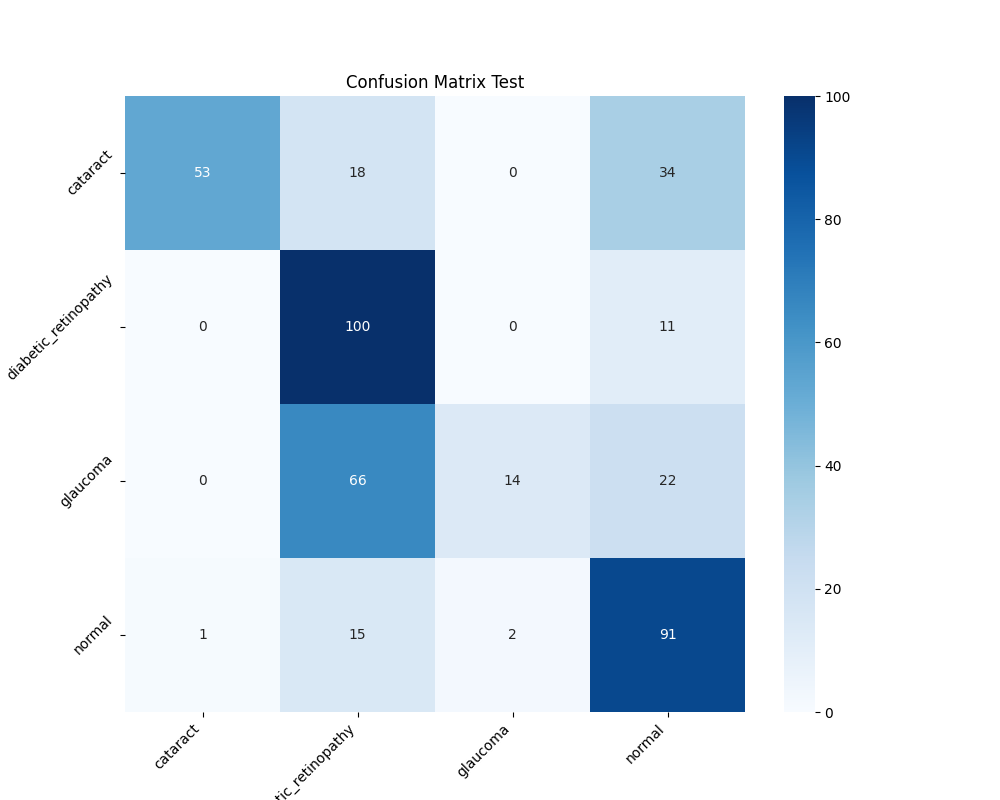 Confusion Matrix Test
cataract
53
18
0
34
diabetic_retinopathy
0
100
0
11
glaucoma
0
66
14
22
normal
1
15
2
91
cataract
tic_retinopathy
glaucoma
normal
100
80
60
40
20
0